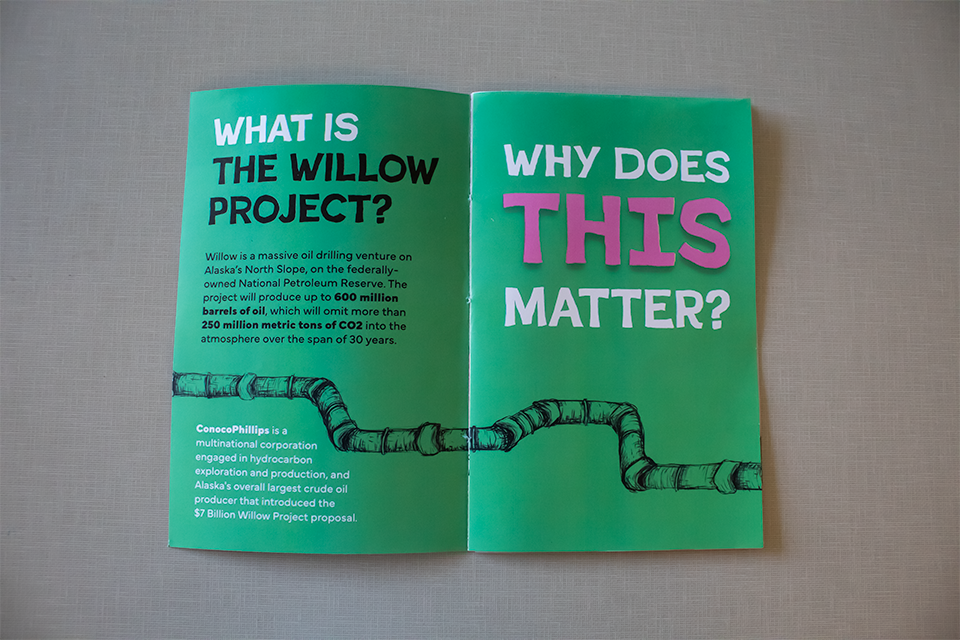 WHAT IS
THE WILLOW
PROJECT?
Willow is a massive oil drilling venture on
Alaska's North Slope, on the federally-
owned National Petroleum Reserve. The
project will produce up to 600 million
barrels of oil, which will omit more than
250 million metric tons of CO2 into the
atmosphere over the span of 30 years.
ConocoPhillips is a
multinational corporation
engaged in hydrocarbon
exploration and production, and
Alaska's overall largest crude oil
producer that introduced the
$7 Billion Willow Project proposal.
WHY DOES
THIS
MATTER?